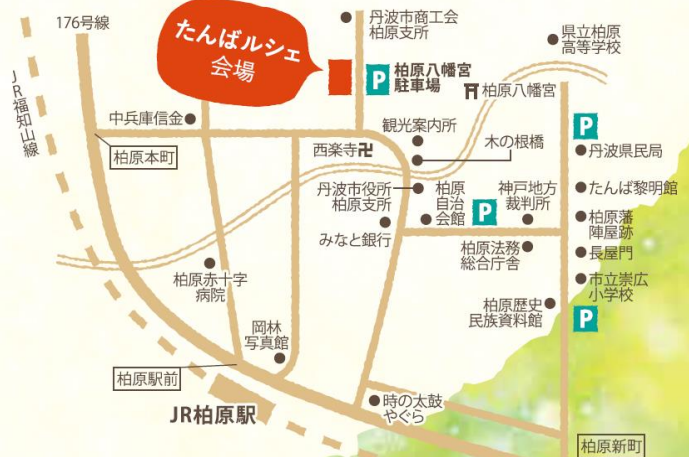 176号線
JR福知山線
たんばルシェ
会場
丹波市商工会
柏原支所
県立柏原
高等学校
P
柏原八幡宮
駐車場
柏原八幡宮
中兵庫信金
観光案内所
P
柏原本町
西楽寺卍
木の根橋
丹波県民局
丹波市役所
柏原支所
柏原
自治
会館
P
神戸地方
裁判所
たんば黎明館
みなと銀行
柏原藩
陣屋跡
柏原法務
総合庁舎
長屋門
柏原赤十字
病院
市立崇広
小学校
柏原歴史
民族資料館
P
岡林
写真館
柏原駅前
JR柏原駅
時の太鼓
やぐら
柏原新町